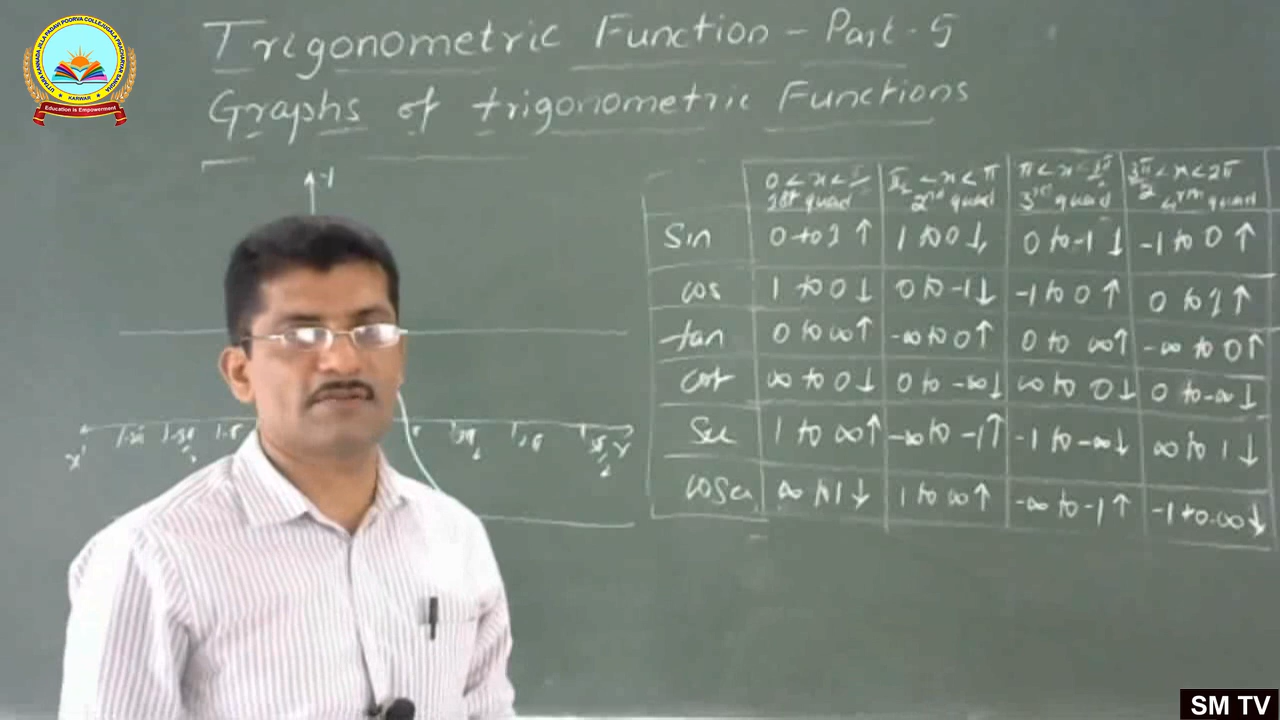 Trigonometric Function - Part-5
Graphs of trigonometric Functions
Y
0 < x < π/2 π/2 < x < π π < x < 3π/2 3π/2 < x < 2π
1st quad 2nd quad 3rd quad 4rth quad
Sin 0 to 1 ↑ 1 to 0 ↓ 0 to -1 ↓ -1 to 0 ↑
cos 1 to 0 ↓ 0 to -1 ↓ -1 to 0 ↑ 0 to 1 ↑
tan 0 to ∞ ↑ -∞ to 0 ↑ 0 to ∞ ↑ -∞ to 0 ↑
cot ∞ to 0 ↓ 0 to -∞ ↓ ∞ to 0 ↓ 0 to -∞ ↓
Sec 1 to ∞ ↑ -∞ to -1 ↑ -1 to -∞ ↓ ∞ to 1 ↓
cosec ∞ to 1 ↓ 1 to ∞ ↑ -∞ to -1 ↑ -1 to -∞ ↓
X'
X
KARWAR
Education is Empowerment
SM TV